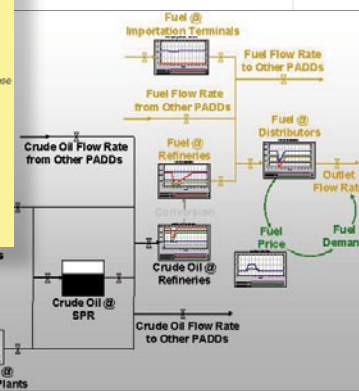 Fuel @
Importation Terminals
Fuel Flow Rate
to Other PADDs
Fuel Flow Rate
from Other PADDs
Fuel @
Distributors
Crude Oil Flow Rate
from Other PADDs
Fuel @
Refineries
Outlet
Flow Rat
Conversion
Fuel
Price
Fuel
Deman
Crude Oil @
Refineries
Crude Oil @
SPR
Crude Oil Flow Rate
to Other PADDs
@
Plants